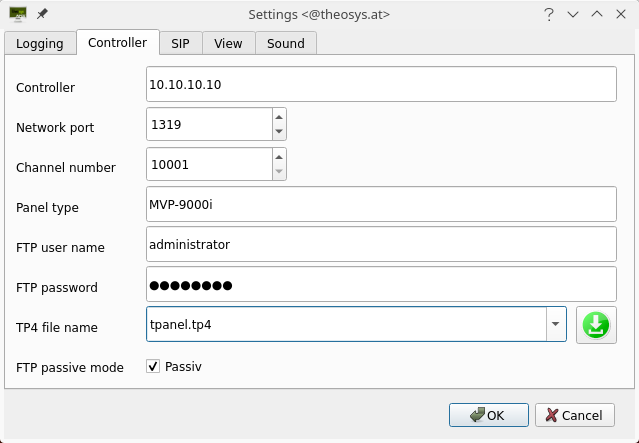 Settings <@theosys.at>
Logging Controller SIP View Sound
Controller 10.10.10.10
Network port 1319
Channel number 10001
Panel type MVP-9000i
FTP user name administrator
FTP password ●●●●●●●●
TP4 file name tpanel.tp4
FTP passive mode Passiv
OK Cancel